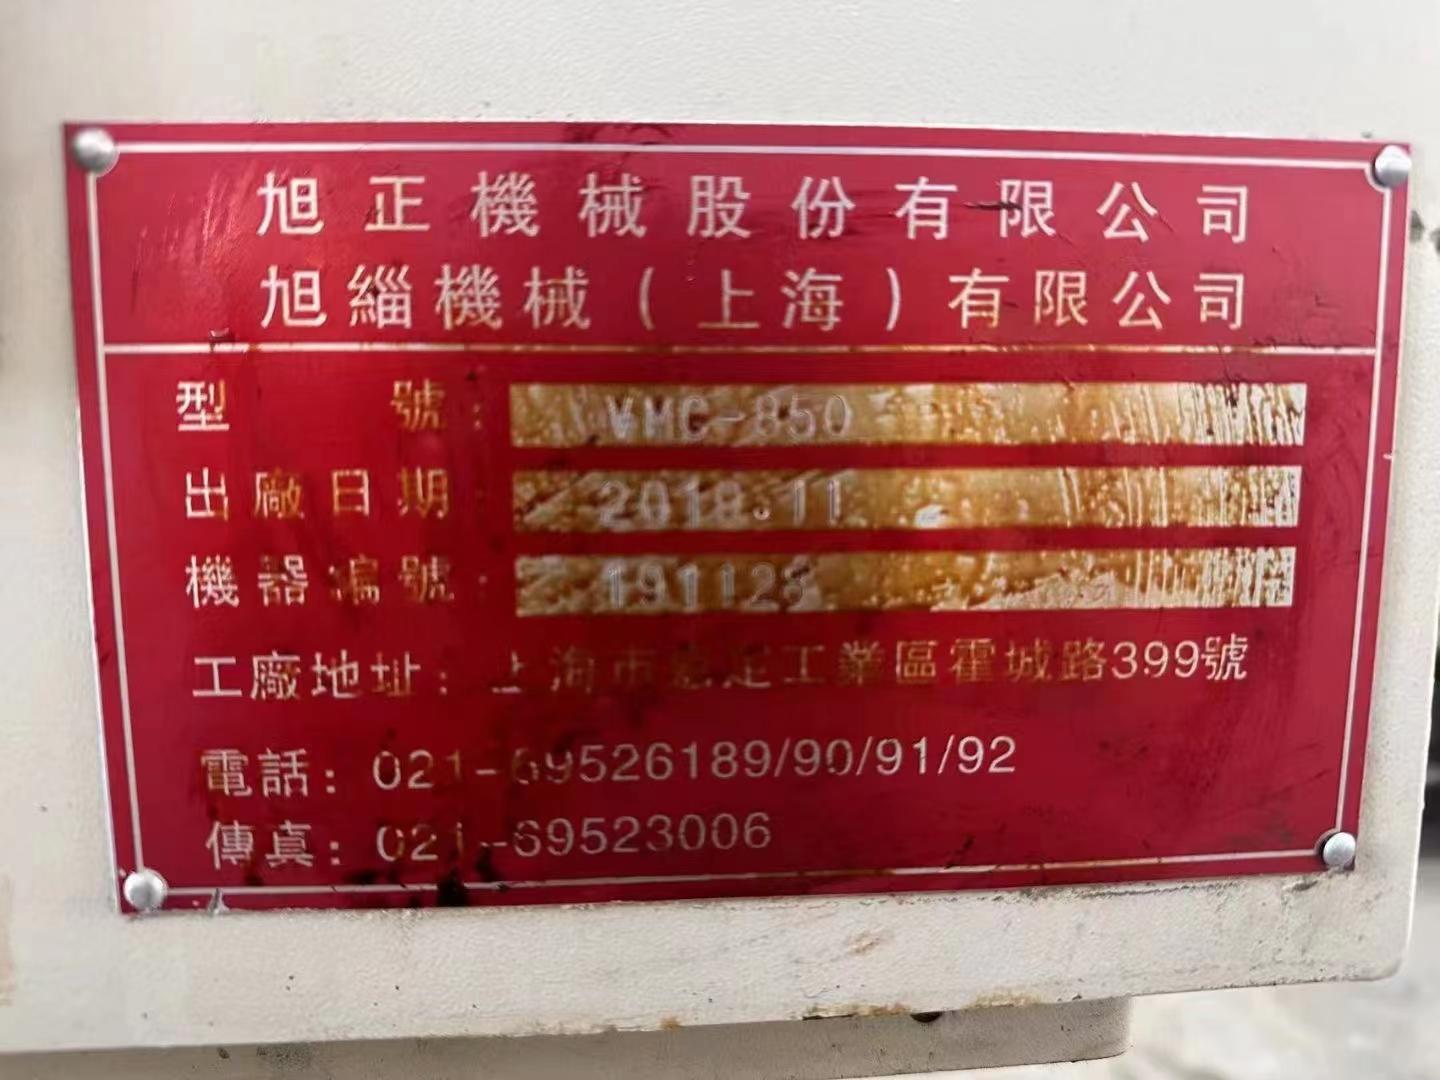 旭正機械股份有限公司
旭緇機械(上海)有限公司
型 號: VMC-850
出廠日期: 2018.11
機器編號: 191128
工廠地址: 上海市 工業區霍城路399號
電話: 021-69526189/90/91/92
傳真: 021-69523006